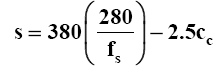 s = 380(280/f_s) − 2.5c_c